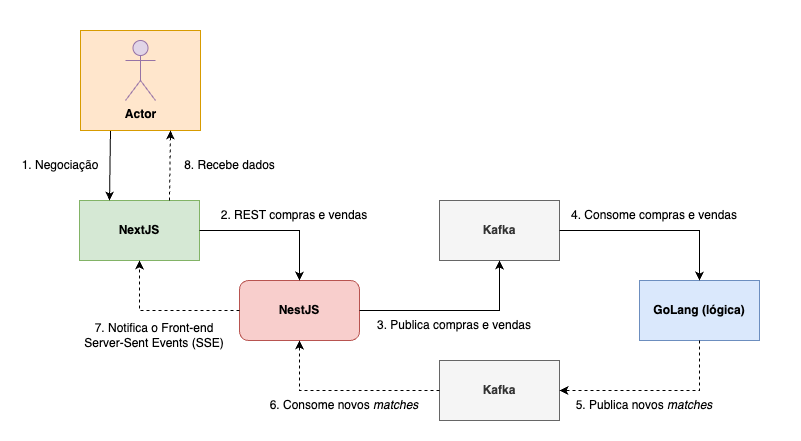 Actor
1. Negociação
8. Recebe dados
NextJS
2. REST compras e vendas
Kafka
4. Consome compras e vendas
NestJS
GoLang (lógica)
3. Publica compras e vendas
7. Notifica o Front-end
Server-Sent Events (SSE)
Kafka
6. Consome novos matches
5. Publica novos matches